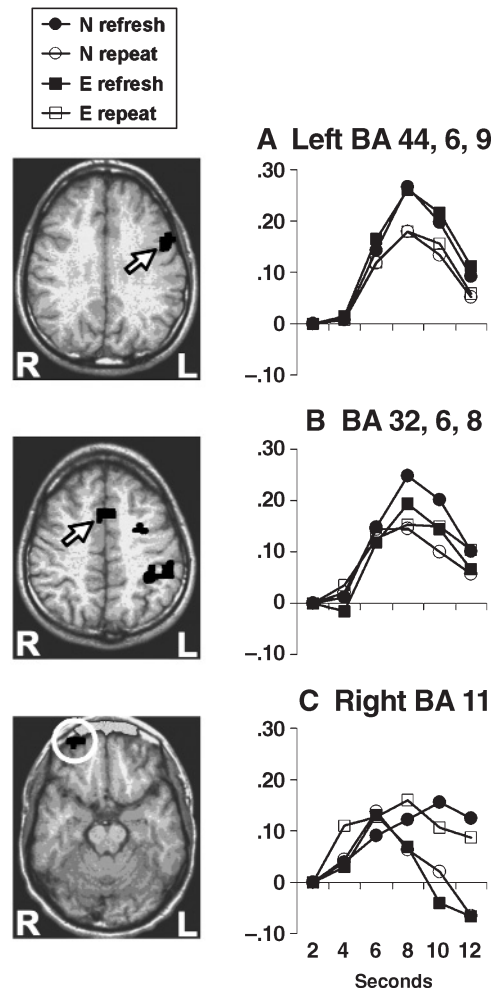 N refresh
N repeat
E refresh
E repeat
A Left BA 44, 6, 9
.30
.20
.10
0
–.10
R L
B BA 32, 6, 8
.30
.20
.10
0
–.10
R L
C Right BA 11
.30
.20
.10
0
–.10
R L
2 4 6 8 10 12
Seconds